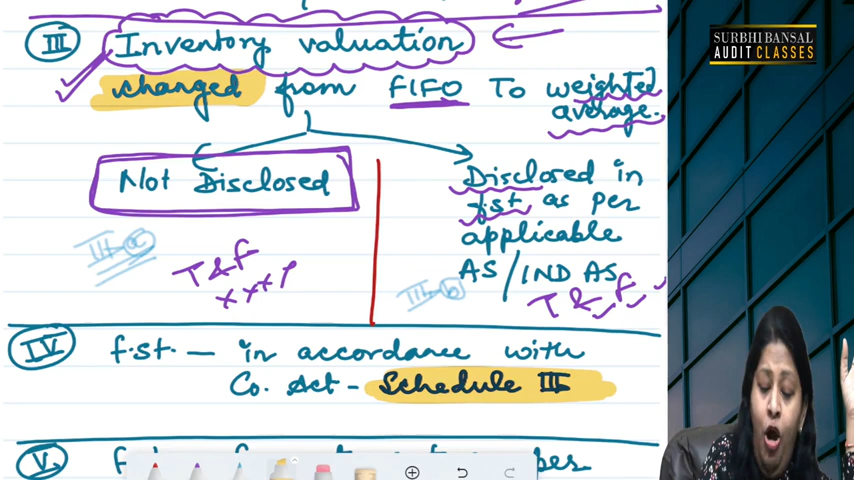 SURBHI BANSAL
AUDIT CLASSES
III Inventory valuation
changed from FIFO To weighted
average.
Not Disclosed
Disclosed in
f.st. as per
applicable
AS/IND AS
III-a
T & F
xxxx
III-b
T & F
IV f.st. — in accordance with
Co. Act - Schedule III
V.